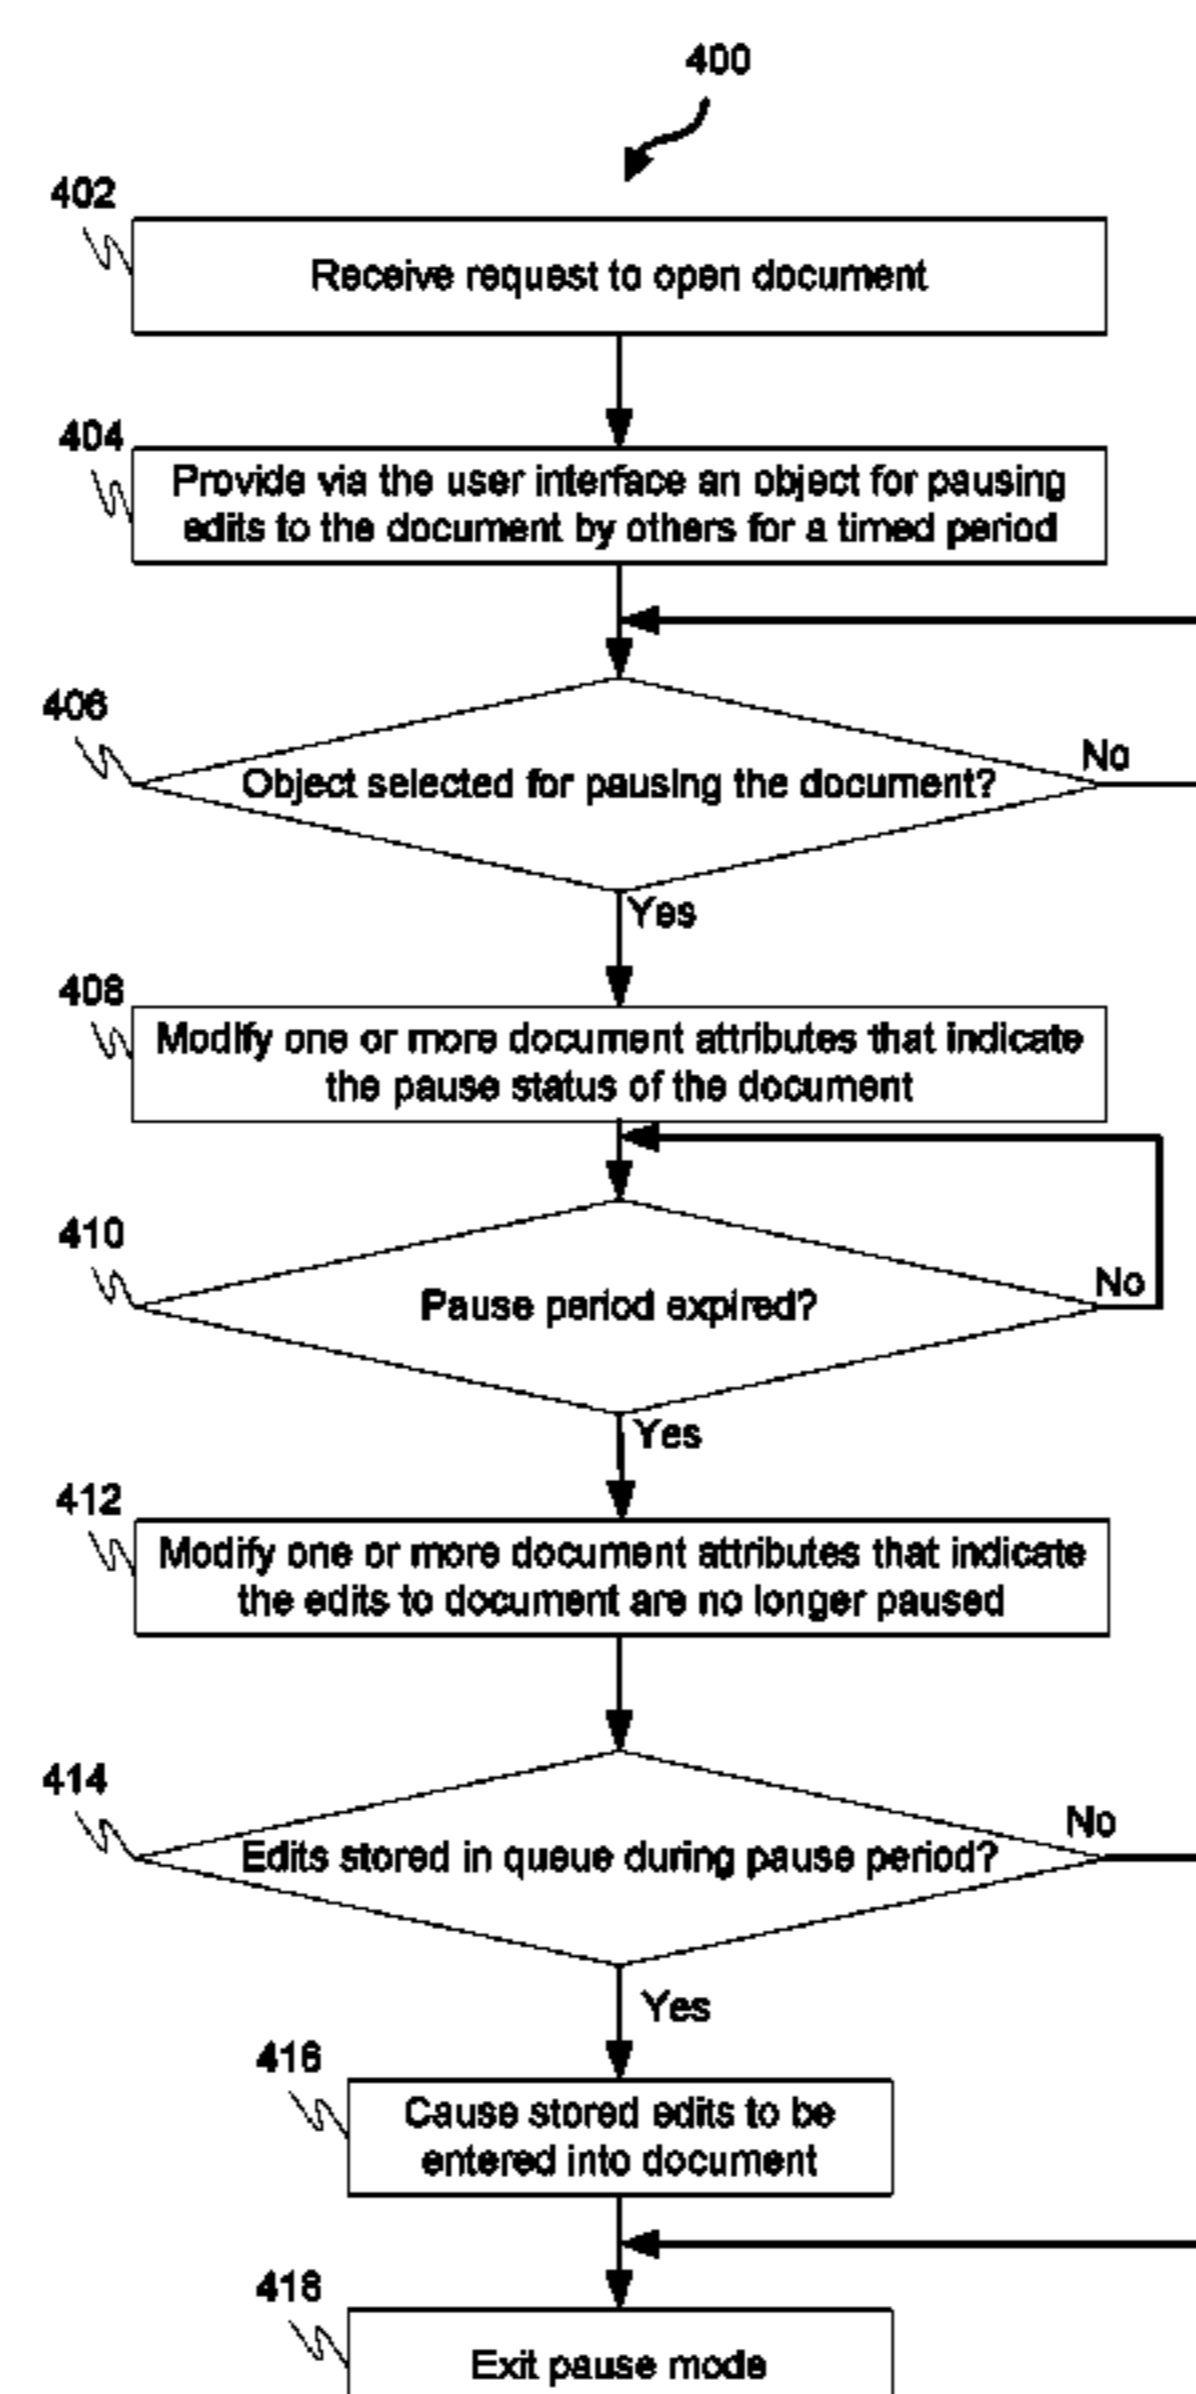 400
402
Receive request to open document
404
Provide via the user interface an object for pausing
edits to the document by others for a timed period
406
Object selected for pausing the document?
No
Yes
408
Modify one or more document attributes that indicate
the pause status of the document
410
Pause period expired?
No
Yes
412
Modify one or more document attributes that indicate
the edits to document are no longer paused
414
Edits stored in queue during pause period?
No
Yes
416
Cause stored edits to be
entered into document
418
Exit pause mode